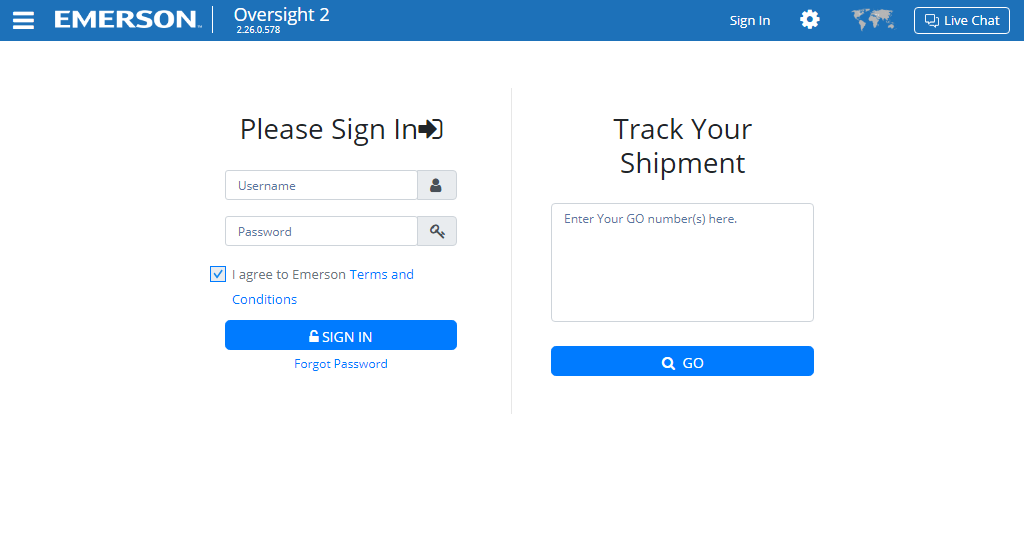 EMERSON
Oversight 2
2.26.0.578
Sign In
Live Chat
Please Sign In
Username
Password
I agree to Emerson Terms and
Conditions
SIGN IN
Forgot Password
Track Your
Shipment
Enter Your GO number(s) here.
GO